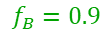 f_B = 0.9